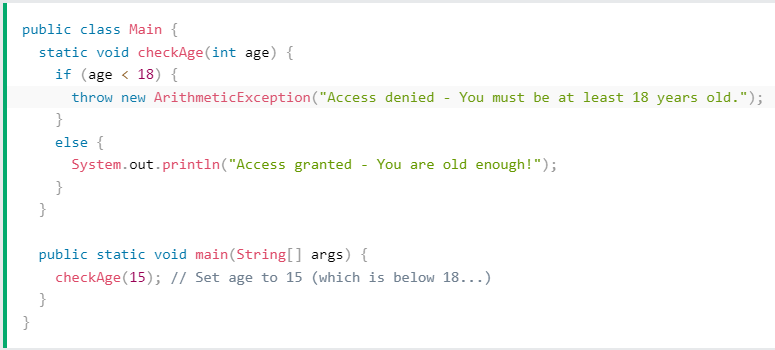 public class Main {
  static void checkAge(int age) {
    if (age < 18) {
      throw new ArithmeticException("Access denied - You must be at least 18 years old.");
    }
    else {
      System.out.println("Access granted - You are old enough!");
    }
  }

  public static void main(String[] args) {
    checkAge(15); // Set age to 15 (which is below 18...)
  }
}